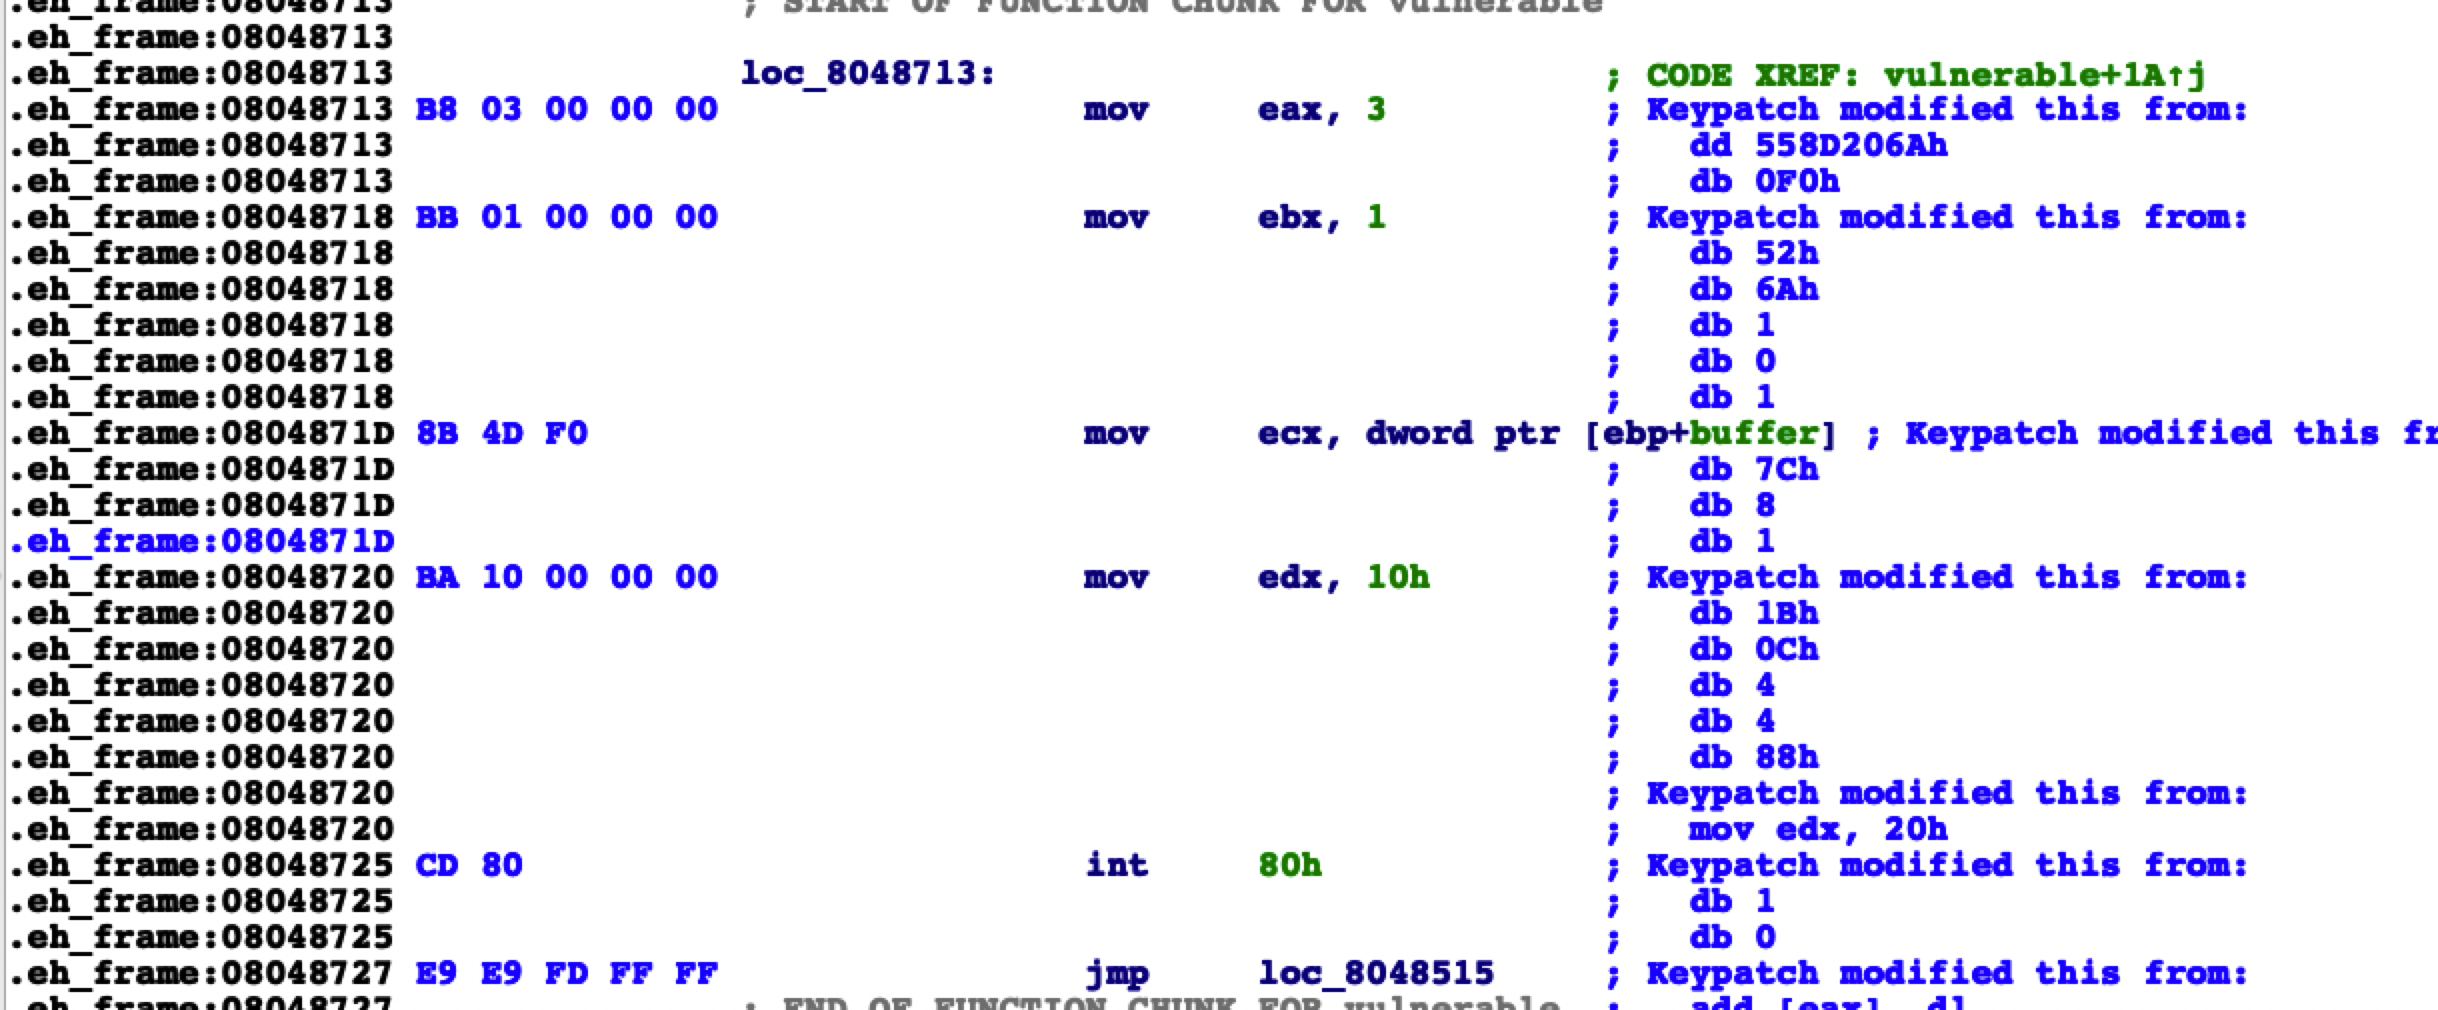 .eh_frame:08048713 ; START OF FUNCTION CHUNK FOR vulnerable
.eh_frame:08048713
.eh_frame:08048713 loc_8048713: ; CODE XREF: vulnerable+1A↑j
.eh_frame:08048713 B8 03 00 00 00 mov eax, 3 ; Keypatch modified this from:
.eh_frame:08048713 ; dd 558D206Ah
.eh_frame:08048713 ; db 0F0h
.eh_frame:08048718 BB 01 00 00 00 mov ebx, 1 ; Keypatch modified this from:
.eh_frame:08048718 ; db 52h
.eh_frame:08048718 ; db 6Ah
.eh_frame:08048718 ; db 1
.eh_frame:08048718 ; db 0
.eh_frame:08048718 ; db 1
.eh_frame:0804871D 8B 4D F0 mov ecx, dword ptr [ebp+buffer] ; Keypatch modified this fr
.eh_frame:0804871D ; db 7Ch
.eh_frame:0804871D ; db 8
.eh_frame:0804871D ; db 1
.eh_frame:08048720 BA 10 00 00 00 mov edx, 10h ; Keypatch modified this from:
.eh_frame:08048720 ; db 1Bh
.eh_frame:08048720 ; db 0Ch
.eh_frame:08048720 ; db 4
.eh_frame:08048720 ; db 4
.eh_frame:08048720 ; db 88h
.eh_frame:08048720 ; Keypatch modified this from:
.eh_frame:08048720 ; mov edx, 20h
.eh_frame:08048725 CD 80 int 80h ; Keypatch modified this from:
.eh_frame:08048725 ; db 1
.eh_frame:08048725 ; db 0
.eh_frame:08048727 E9 E9 FD FF FF jmp loc_8048515 ; Keypatch modified this from:
.eh_frame:08048727 ; END OF FUNCTION CHUNK FOR vulnerable ; add [eax], dl